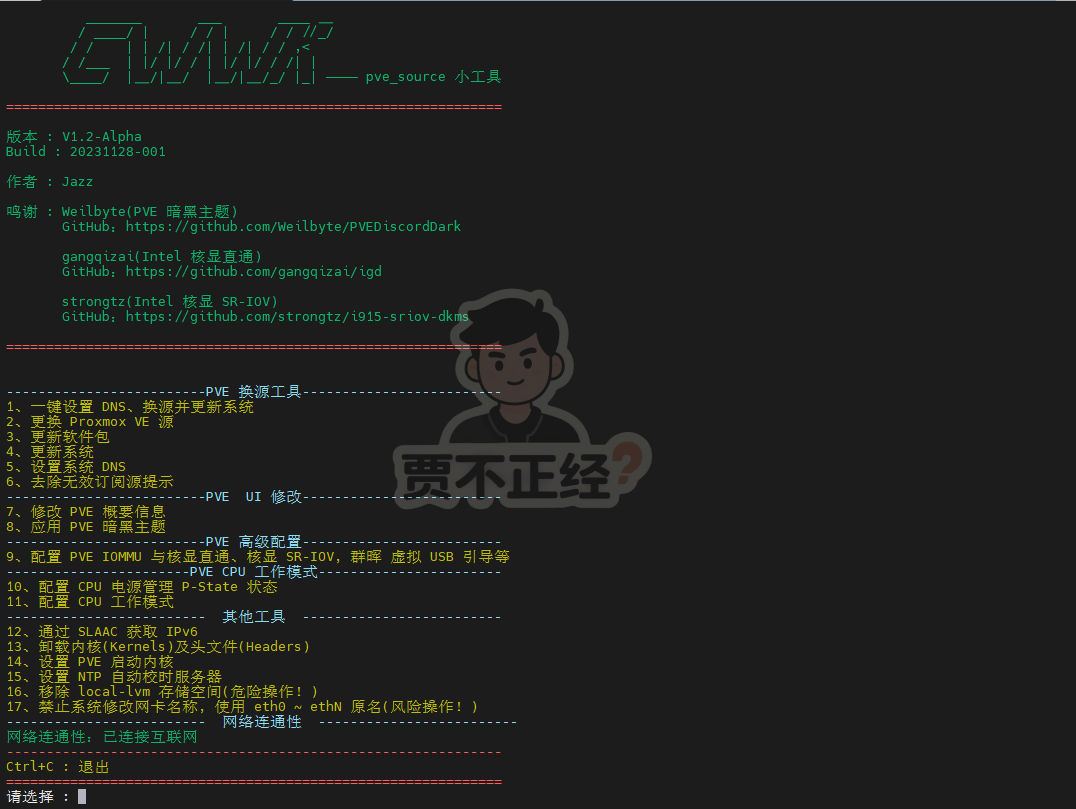 —— pve_source 小工具
==============================================================
版本 : V1.2-Alpha
Build : 20231128-001
作者 : Jazz
鸣谢 : Weilbyte(PVE 暗黑主题)
GitHub：https://github.com/Weilbyte/PVEDiscordDark
gangqizai(Intel 核显直通)
GitHub：https://github.com/gangqizai/igd
strongtz(Intel 核显 SR-IOV)
GitHub：https://github.com/strongtz/i915-sriov-dkms
==============================================================
-------------------------PVE 换源工具-------------------------
1、一键设置 DNS、换源并更新系统
2、更换 Proxmox VE 源
3、更新软件包
4、更新系统
5、设置系统 DNS
6、去除无效订阅源提示
-------------------------PVE  UI 修改-------------------------
7、修改 PVE 概要信息
8、应用 PVE 暗黑主题
-------------------------PVE 高级配置-------------------------
9、配置 PVE IOMMU 与核显直通、核显 SR-IOV，群晖 虚拟 USB 引导等
-----------------------PVE CPU 工作模式-----------------------
10、配置 CPU 电源管理 P-State 状态
11、配置 CPU 工作模式
-------------------------  其他工具  -------------------------
12、通过 SLAAC 获取 IPv6
13、卸载内核(Kernels)及头文件(Headers)
14、设置 PVE 启动内核
15、设置 NTP 自动校时服务器
16、移除 local-lvm 存储空间(危险操作！)
17、禁止系统修改网卡名称，使用 eth0 ~ ethN 原名(风险操作！)
-------------------------  网络连通性  -------------------------
网络连通性：已连接互联网
--------------------------------------------------------------
Ctrl+C : 退出
==============================================================
请选择 :
贾不正经?